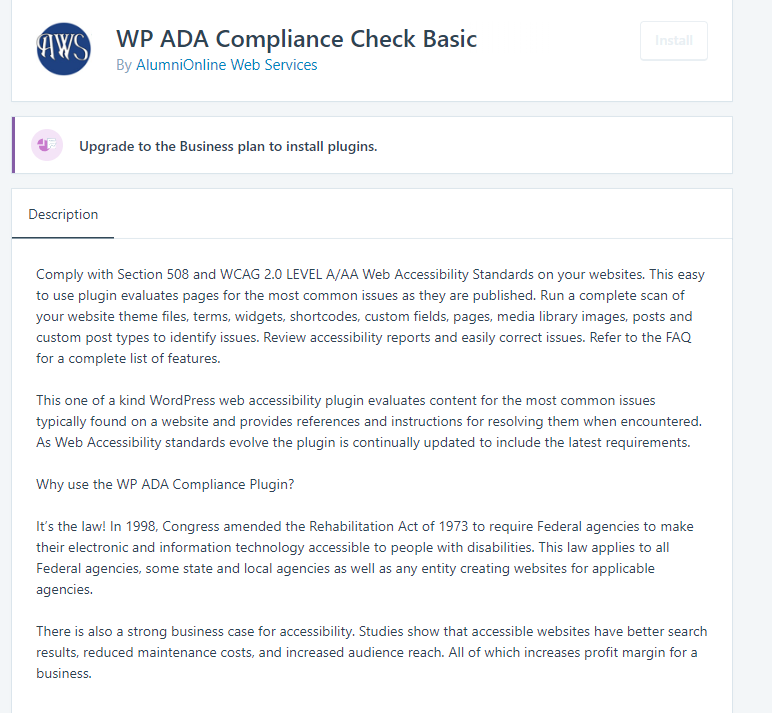 AWS
WP ADA Compliance Check Basic
By AlumniOnline Web Services
Install
Upgrade to the Business plan to install plugins.
Description
Comply with Section 508 and WCAG 2.0 LEVEL A/AA Web Accessibility Standards on your websites. This easy
to use plugin evaluates pages for the most common issues as they are published. Run a complete scan of
your website theme files, terms, widgets, shortcodes, custom fields, pages, media library images, posts and
custom post types to identify issues. Review accessibility reports and easily correct issues. Refer to the FAQ
for a complete list of features.
This one of a kind WordPress web accessibility plugin evaluates content for the most common issues
typically found on a website and provides references and instructions for resolving them when encountered.
As Web Accessibility standards evolve the plugin is continually updated to include the latest requirements.
Why use the WP ADA Compliance Plugin?
It’s the law! In 1998, Congress amended the Rehabilitation Act of 1973 to require Federal agencies to make
their electronic and information technology accessible to people with disabilities. This law applies to all
Federal agencies, some state and local agencies as well as any entity creating websites for applicable
agencies.
There is also a strong business case for accessibility. Studies show that accessible websites have better search
results, reduced maintenance costs, and increased audience reach. All of which increases profit margin for a
business.